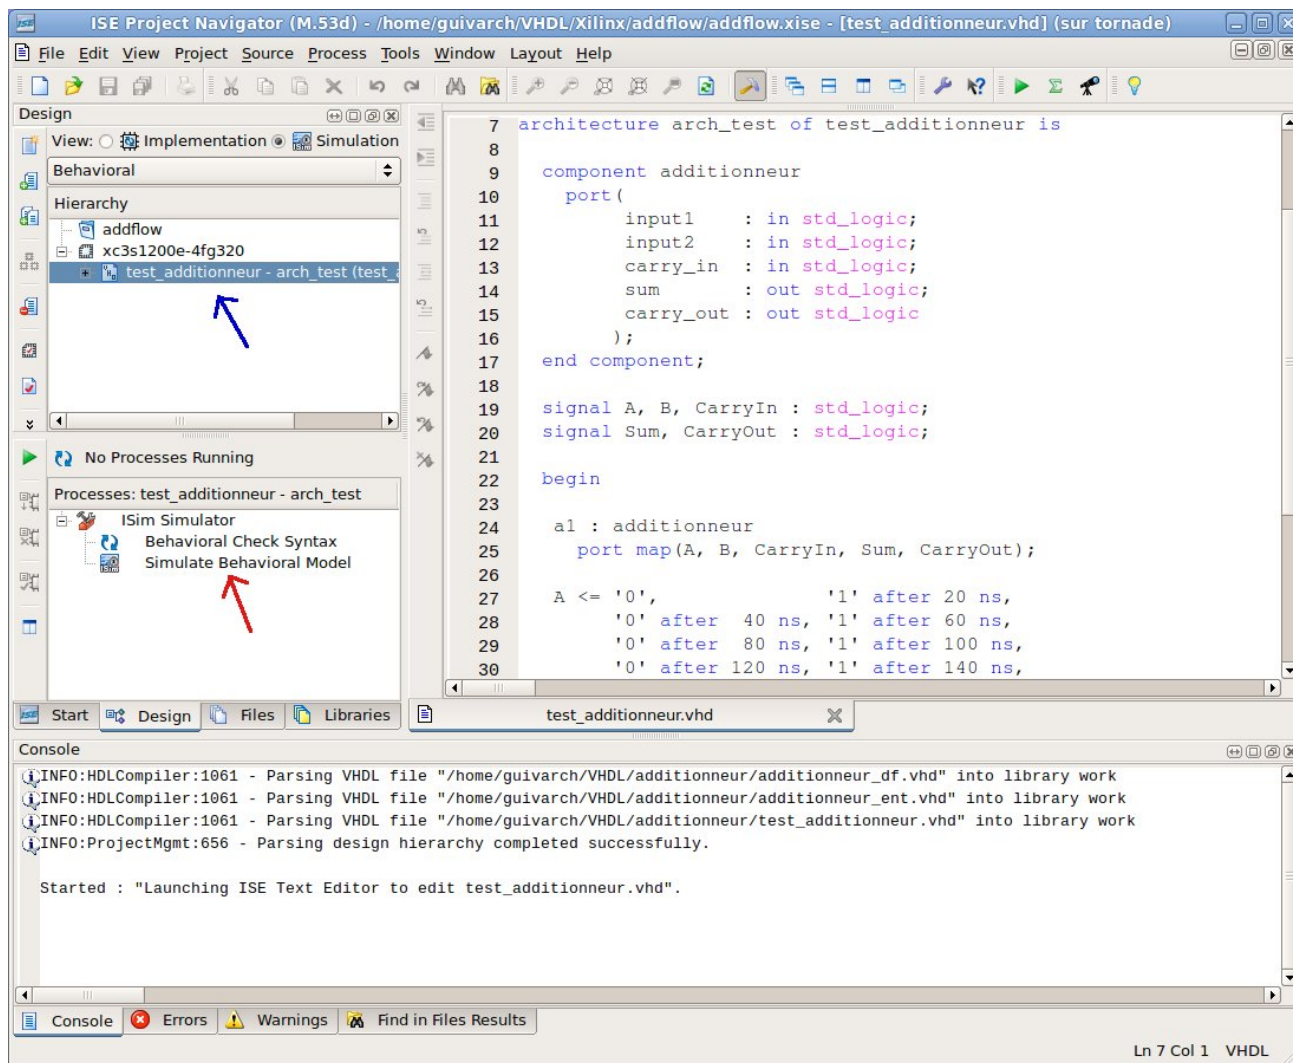 ISE Project Navigator (M.53d) - /home/guivarch/VHDL/Xilinx/addflow/addflow.xise - [test_additionneur.vhd] (sur tornade)
File Edit View Project Source Process Tools Window Layout Help
Design
View: Implementation Simulation
Behavioral
Hierarchy
addflow
xc3s1200e-4fg320
test_additionneur - arch_test (test_a
No Processes Running
Processes: test_additionneur - arch_test
ISim Simulator
Behavioral Check Syntax
Simulate Behavioral Model
Start Design Files Libraries
7 architecture arch_test of test_additionneur is
8
9 component additionneur
10 port(
11 input1 : in std_logic;
12 input2 : in std_logic;
13 carry_in : in std_logic;
14 sum : out std_logic;
15 carry_out : out std_logic
16 );
17 end component;
18
19 signal A, B, CarryIn : std_logic;
20 signal Sum, CarryOut : std_logic;
21
22 begin
23
24 a1 : additionneur
25 port map(A, B, CarryIn, Sum, CarryOut);
26
27 A <= '0', '1' after 20 ns,
28 '0' after 40 ns, '1' after 60 ns,
29 '0' after 80 ns, '1' after 100 ns,
30 '0' after 120 ns, '1' after 140 ns,
test_additionneur.vhd
Console
INFO:HDLCompiler:1061 - Parsing VHDL file "/home/guivarch/VHDL/additionneur/additionneur_df.vhd" into library work
INFO:HDLCompiler:1061 - Parsing VHDL file "/home/guivarch/VHDL/additionneur/additionneur_ent.vhd" into library work
INFO:HDLCompiler:1061 - Parsing VHDL file "/home/guivarch/VHDL/additionneur/test_additionneur.vhd" into library work
INFO:ProjectMgmt:656 - Parsing design hierarchy completed successfully.
Started : "Launching ISE Text Editor to edit test_additionneur.vhd".
Console Errors Warnings Find in Files Results
Ln 7 Col 1 VHDL